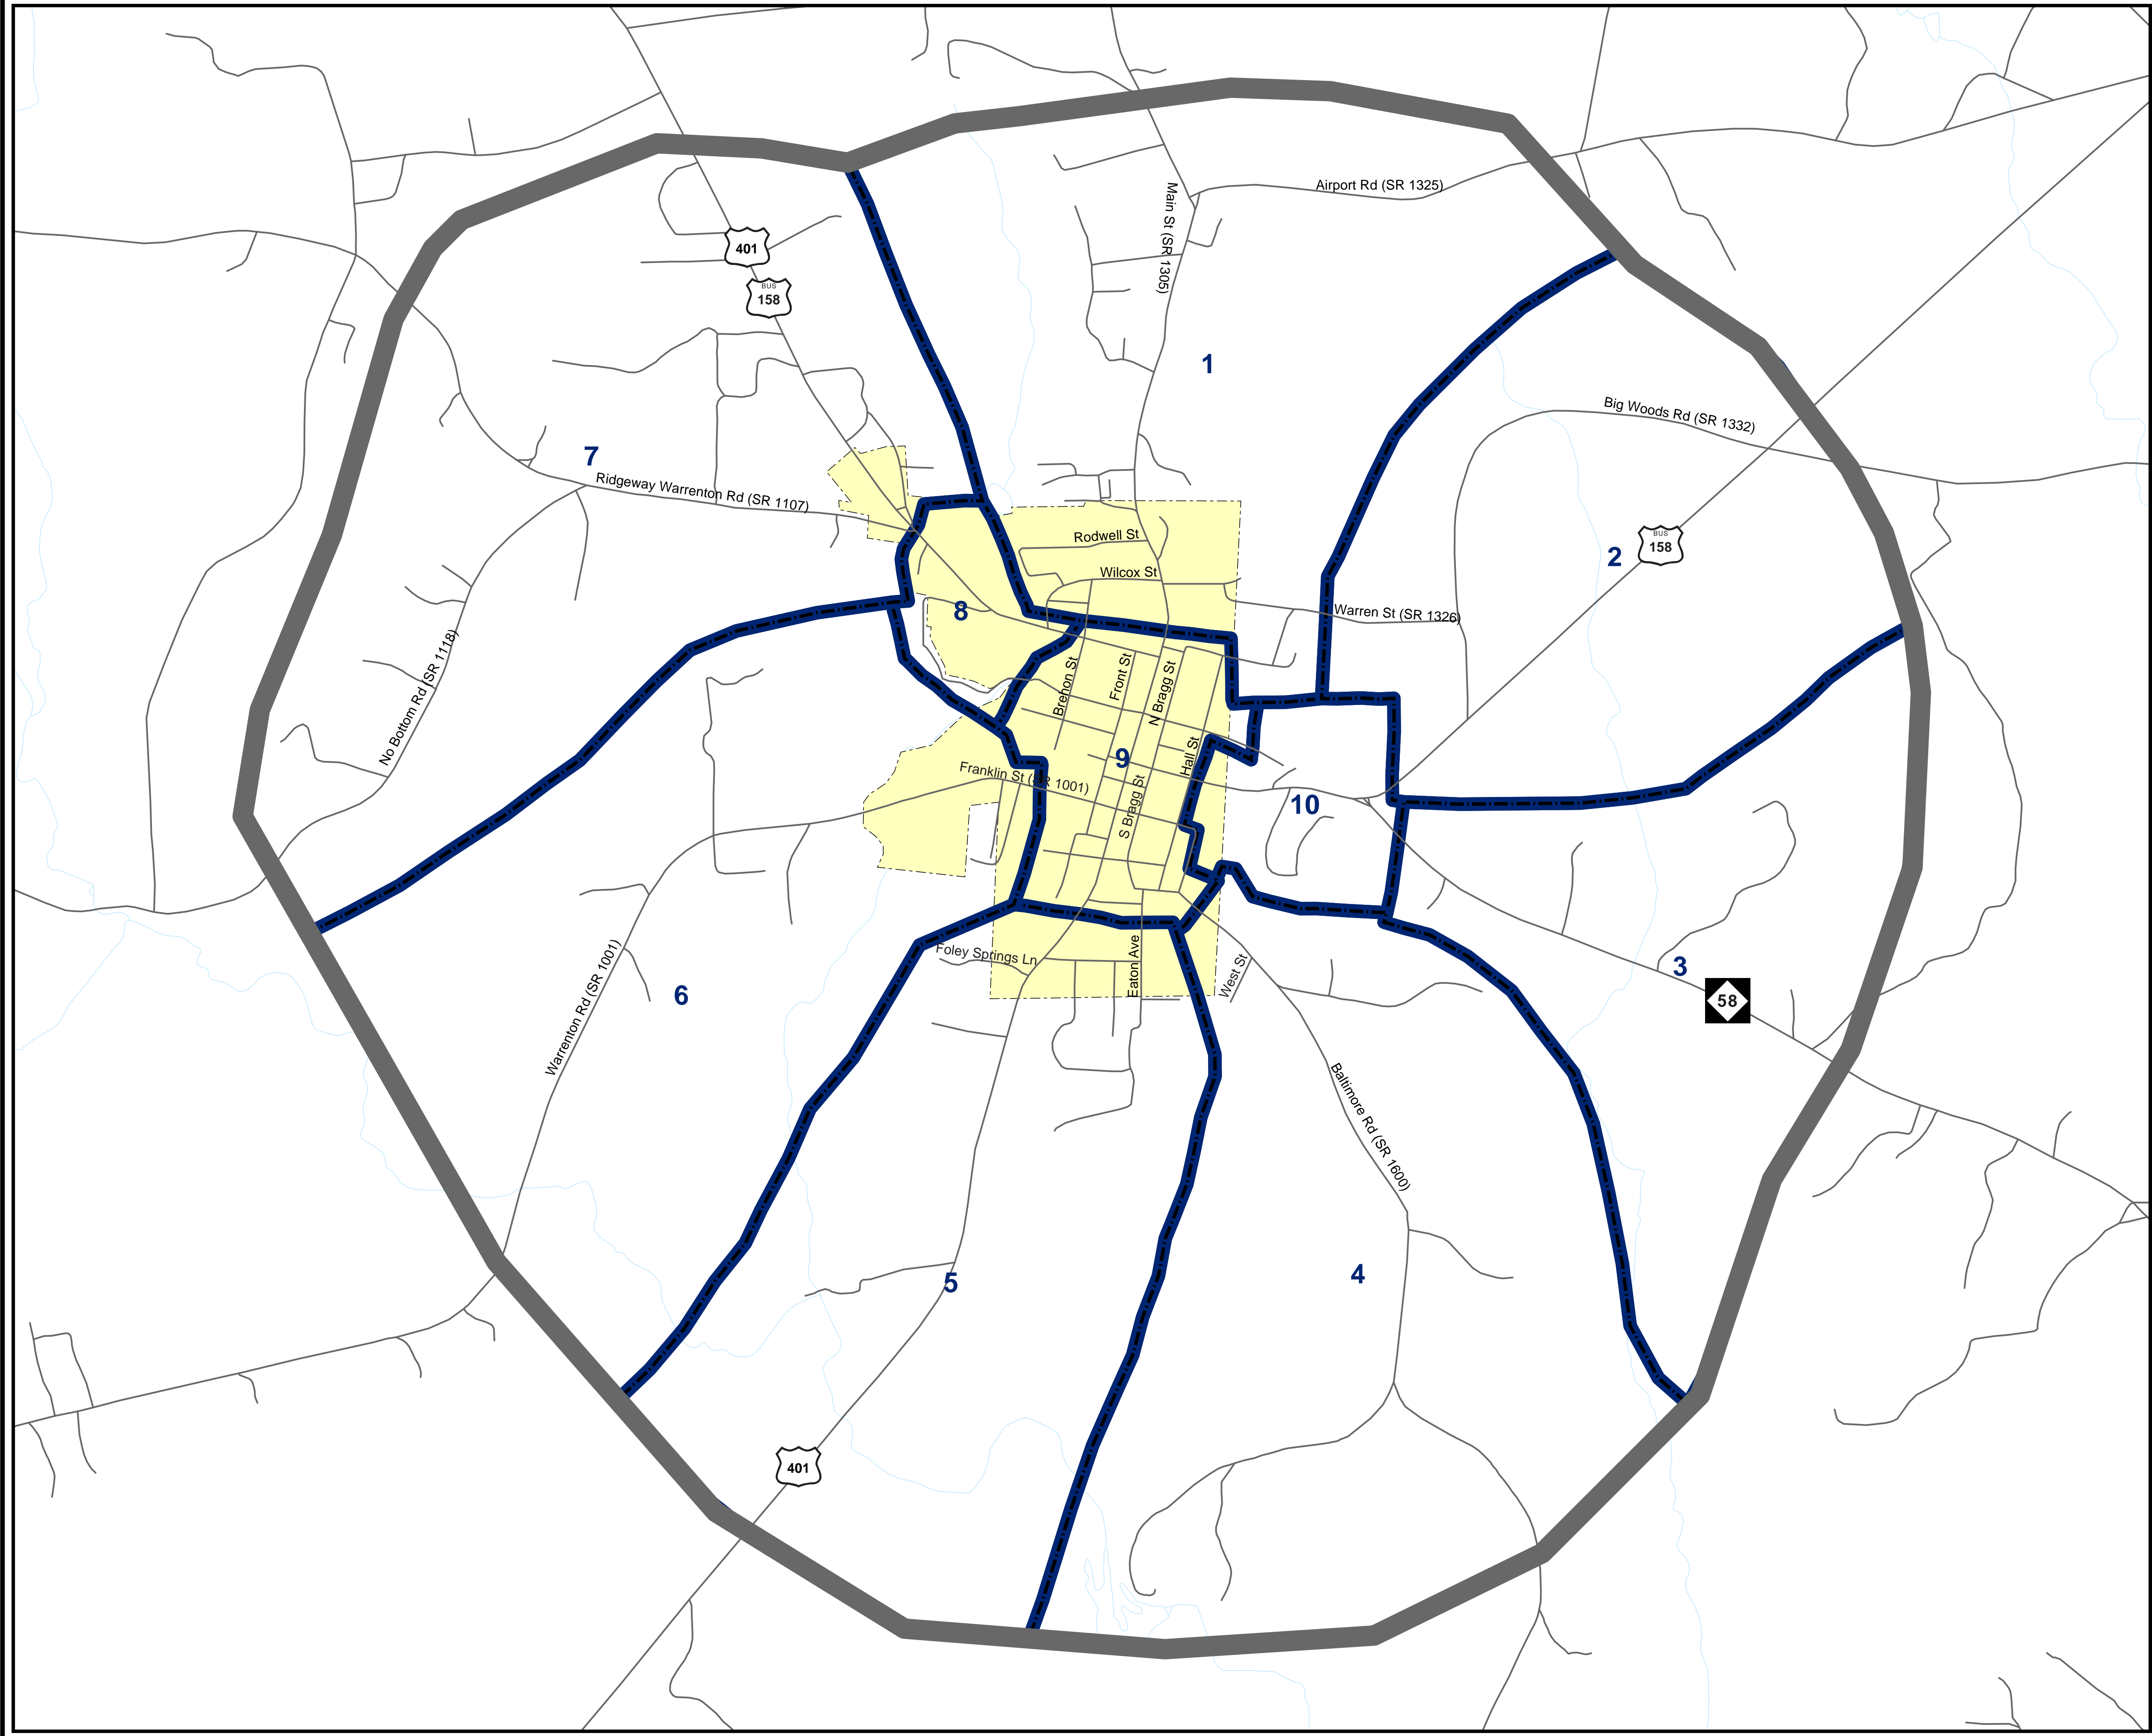 Airport Rd (SR 1325)
Main St (SR 1305)
401
BUS
158
1
Big Woods Rd (SR 1332)
7
Ridgeway Warrenton Rd (SR 1107)
Rodwell St
BUS
158
2
Wilcox St
8
Warren St (SR 1326)
No Bottom Rd (SR 1118)
Brehon St
Front St
N Bragg St
Hall St
9
Franklin St (SR 1001)
S Bragg St
10
Foley Springs Ln
Eaton Ave
West St
3
58
6
Warrenton Rd (SR 1001)
Baltimore Rd (SR 1600)
5
4
401